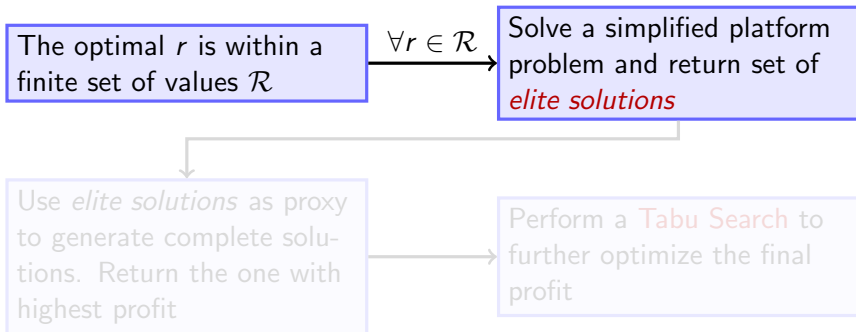 The optimal r is within a
finite set of values ℛ
∀r ∈ ℛ
Solve a simplified platform
problem and return set of
elite solutions
Use elite solutions as proxy
to generate complete solu-
tions. Return the one with
highest profit
Perform a Tabu Search to
further optimize the final
profit